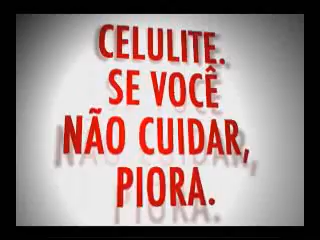 CELULITE.
SE VOCÊ
NÃO CUIDAR,
PIORA.